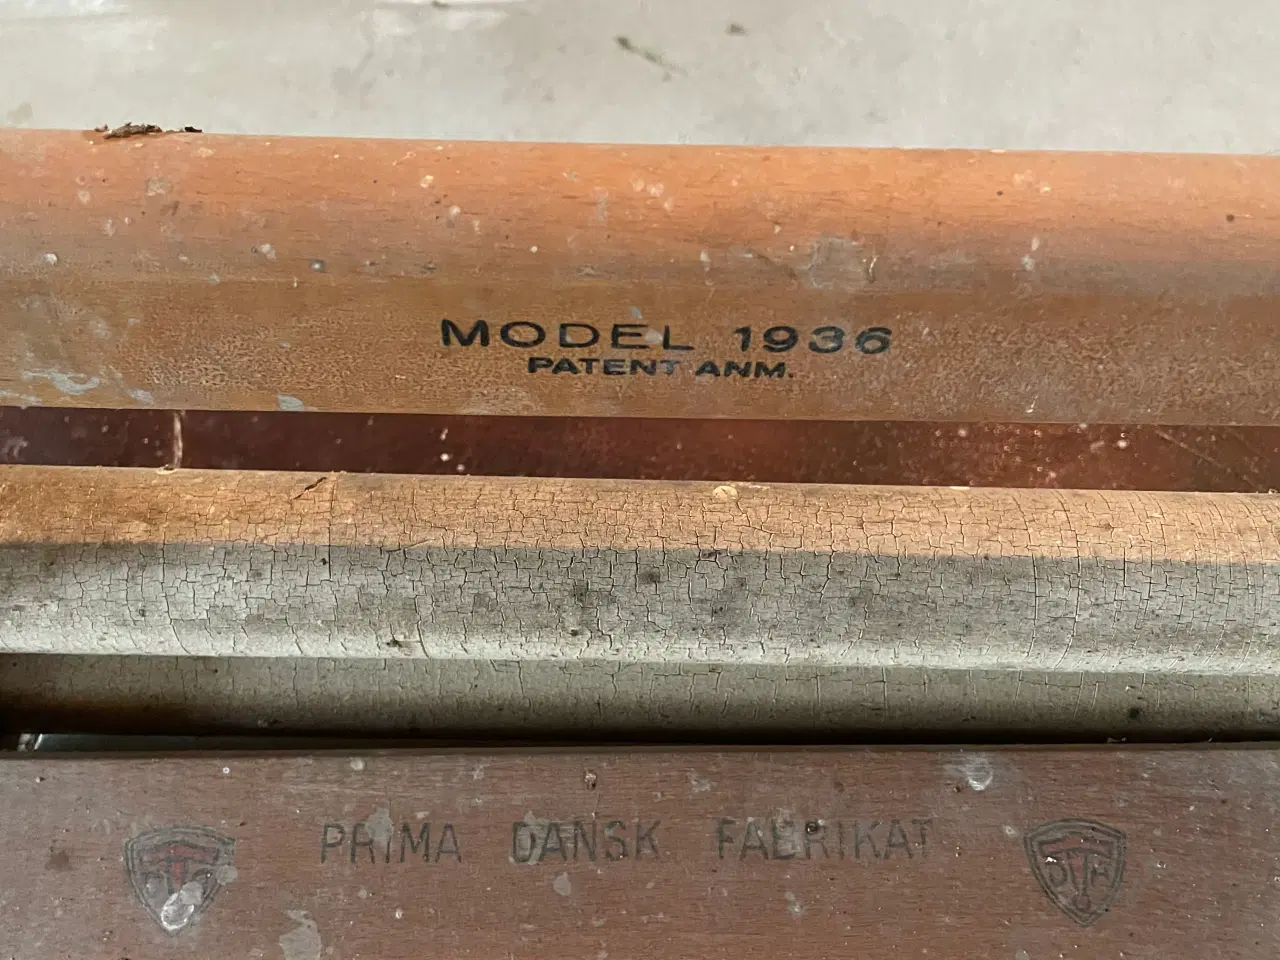 MODEL 1936
PATENT ANM.
PRIMA DANSK FABRIKAT